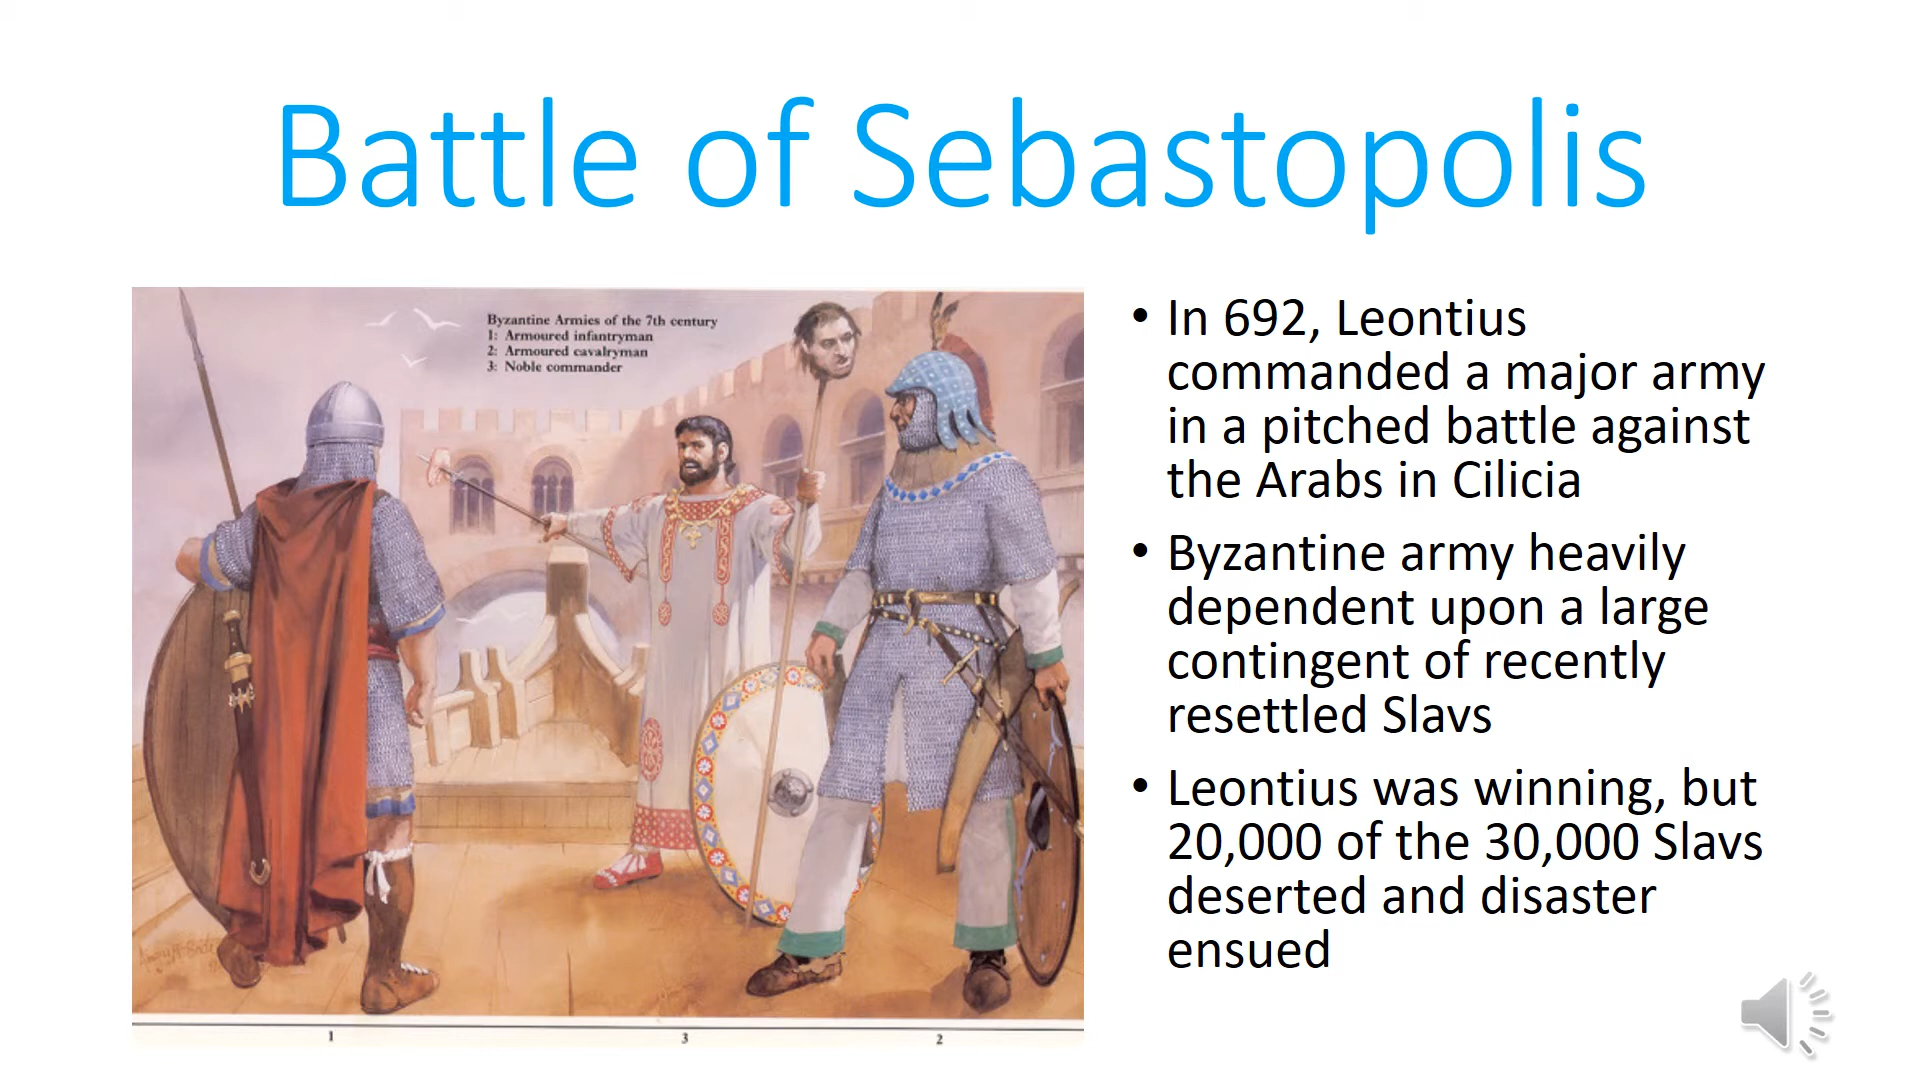 Battle of Sebastopolis
Byzantine Armies of the 7th century
1: Armoured infantryman
2: Armoured cavalryman
3: Noble commander
1
3
2
• In 692, Leontius
commanded a major army
in a pitched battle against
the Arabs in Cilicia
• Byzantine army heavily
dependent upon a large
contingent of recently
resettled Slavs
• Leontius was winning, but
20,000 of the 30,000 Slavs
deserted and disaster
ensued